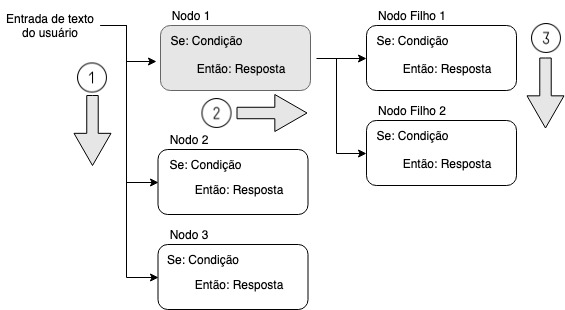 Entrada de texto
do usuário
1
Nodo 1
Se: Condição
Então: Resposta
2
Nodo 2
Se: Condição
Então: Resposta
Nodo 3
Se: Condição
Então: Resposta
Nodo Filho 1
Se: Condição
Então: Resposta
Nodo Filho 2
Se: Condição
Então: Resposta
3